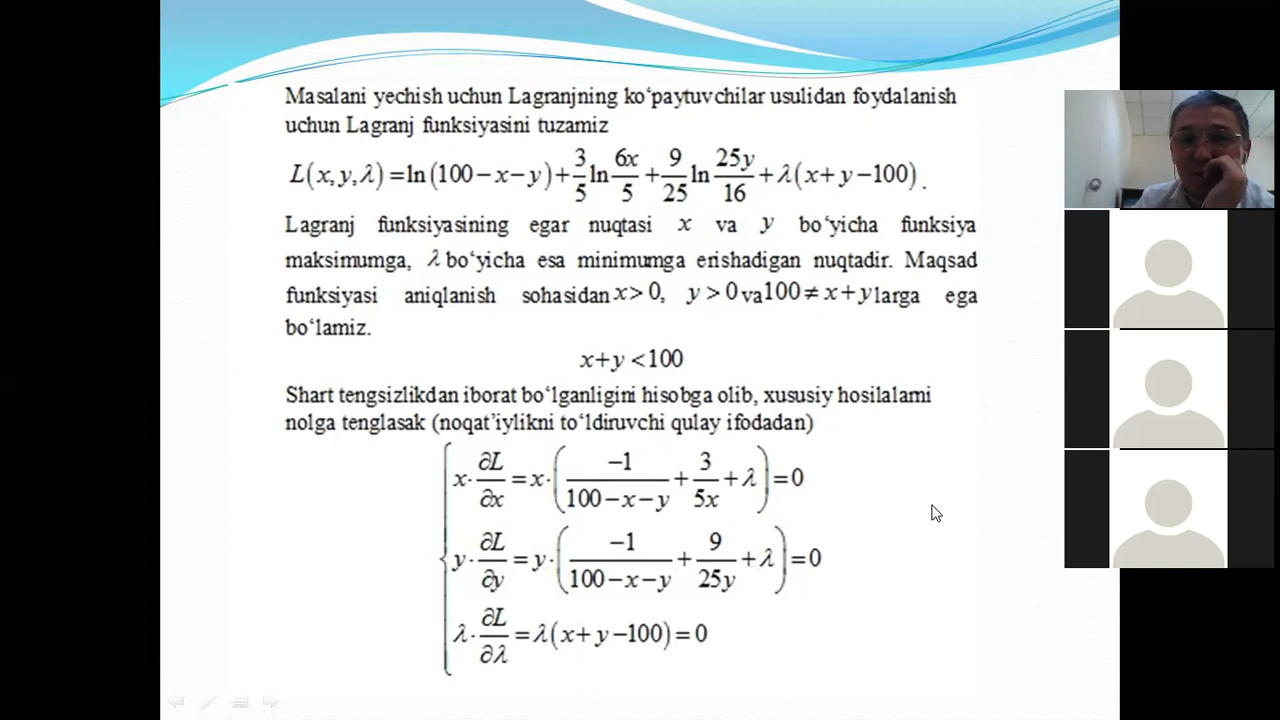 Masalani yechish uchun Lagranjning ko‘paytuvchilar usulidan foydalanish
uchun Lagranj funksiyasini tuzamiz
L(x,y,λ)=ln(100−x−y)+3/5 ln 6x/5 + 9/25 ln 25y/16 + λ(x+y−100).
Lagranj funksiyasining egar nuqtasi x va y bo‘yicha funksiya
maksimumga, λ bo‘yicha esa minimumga erishadigan nuqtadir. Maqsad
funksiyasi aniqlanish sohasidan x>0, y>0 va 100≠x+y larga ega
bo‘lamiz.
x+y<100
Shart tengsizlikdan iborat bo‘lganligini hisobga olib, xususiy hosilalarni
nolga tenglasak (noqat’iylikni to‘ldiruvchi qulay ifodadan)
x·∂L/∂x=x·(−1/(100−x−y)+3/5x+λ)=0
y·∂L/∂y=y·(−1/(100−x−y)+9/25y+λ)=0
λ·∂L/∂λ=λ(x+y−100)=0